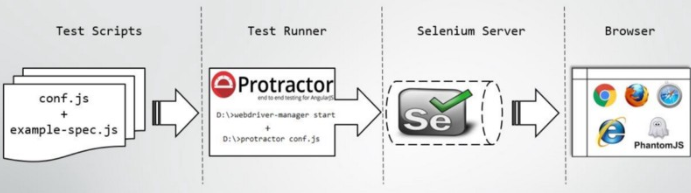 Test Scripts
Test Runner
Selenium Server
Browser
conf.js
+
example-spec.js
Protractor
end to end testing for AngularJS
D:\>webdriver-manager start
+
D:\>protractor conf.js
Se
PhantomJS